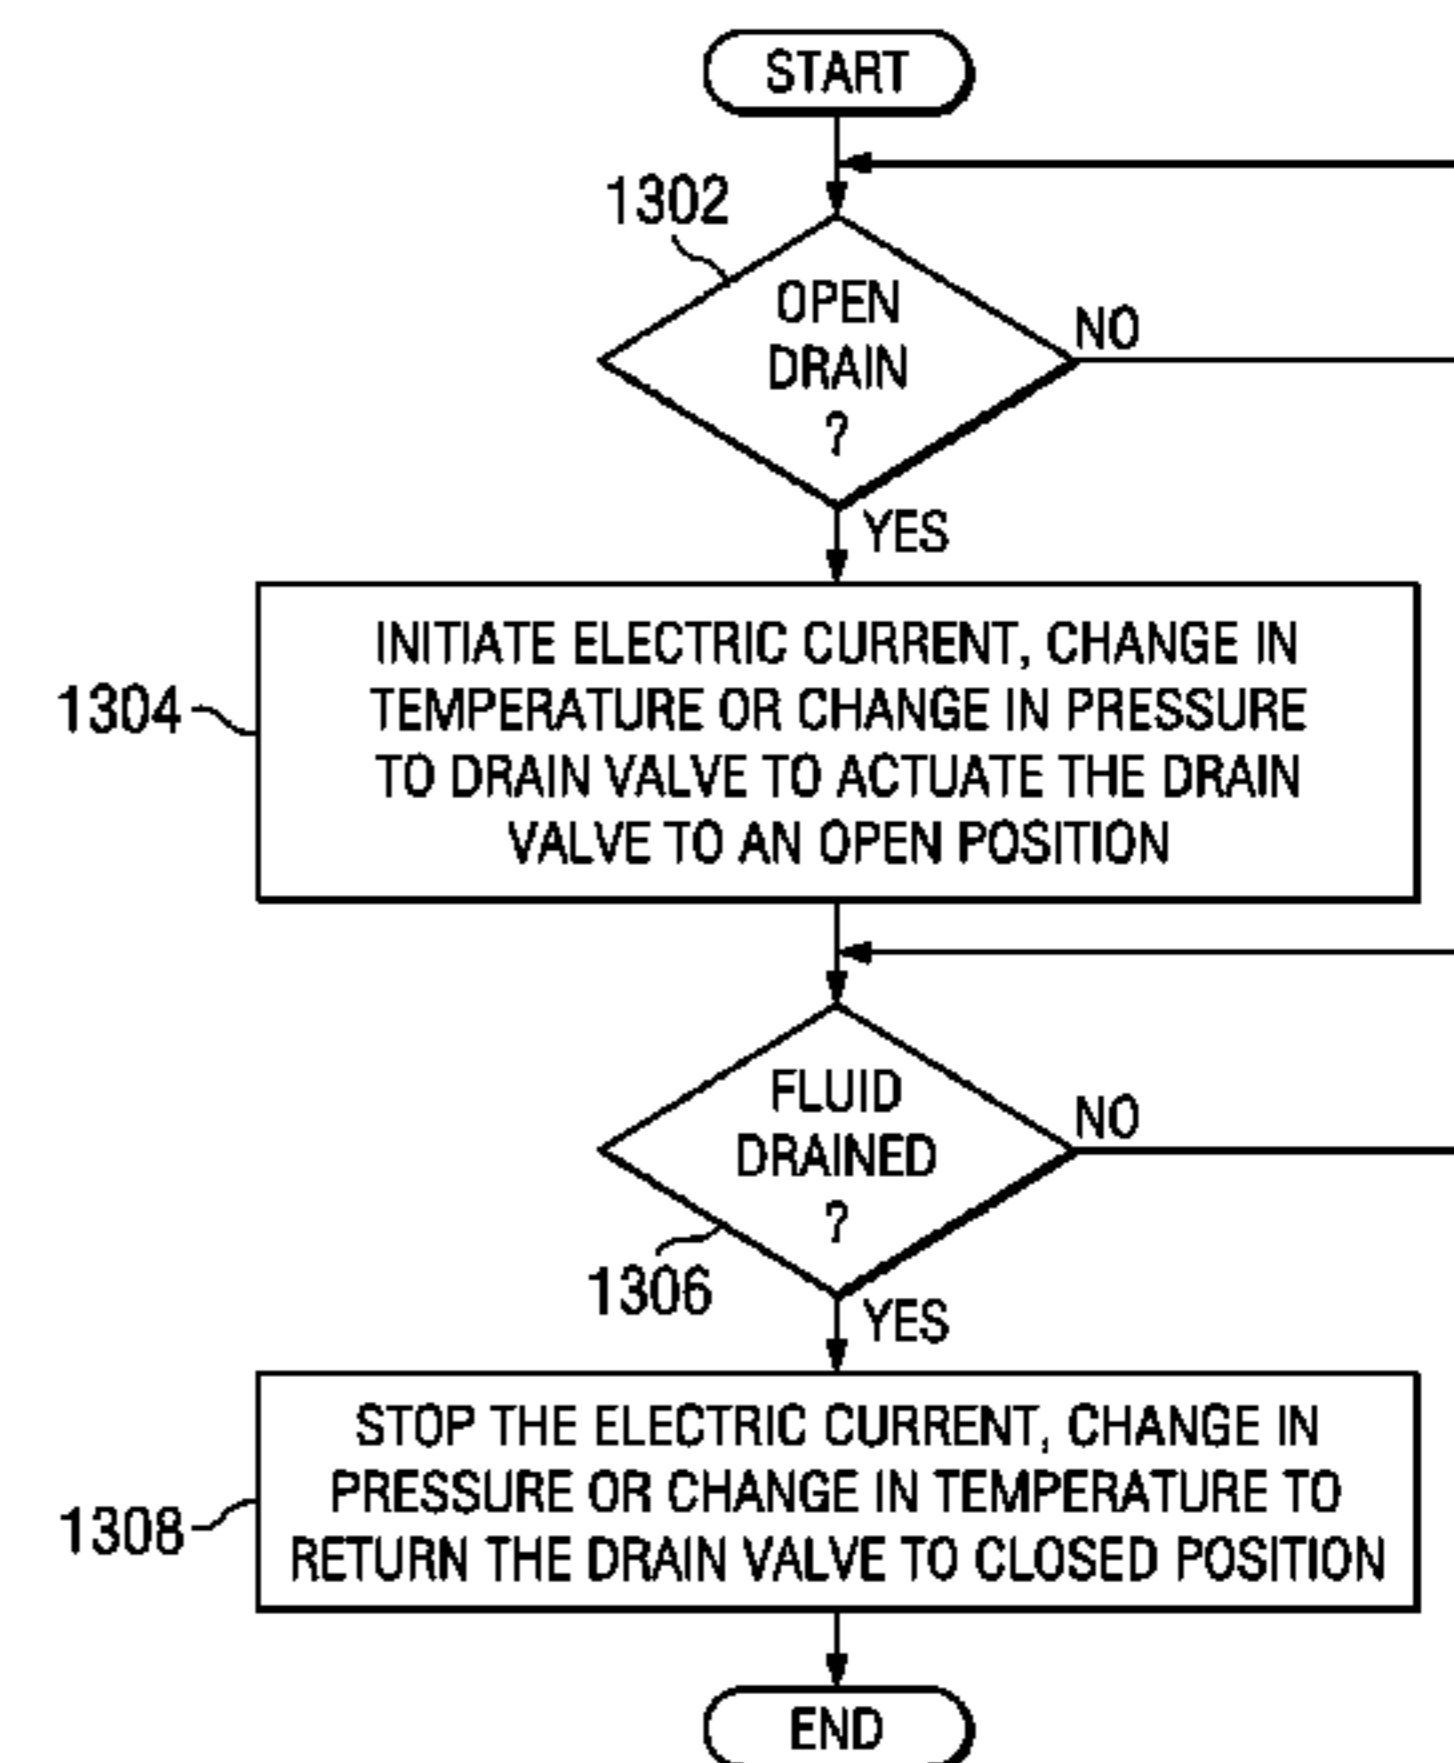 START
1302
OPEN
DRAIN
?
NO
YES
1304
INITIATE ELECTRIC CURRENT, CHANGE IN
TEMPERATURE OR CHANGE IN PRESSURE
TO DRAIN VALVE TO ACTUATE THE DRAIN
VALVE TO AN OPEN POSITION
FLUID
DRAINED
?
NO
1306
YES
1308
STOP THE ELECTRIC CURRENT, CHANGE IN
PRESSURE OR CHANGE IN TEMPERATURE TO
RETURN THE DRAIN VALVE TO CLOSED POSITION
END